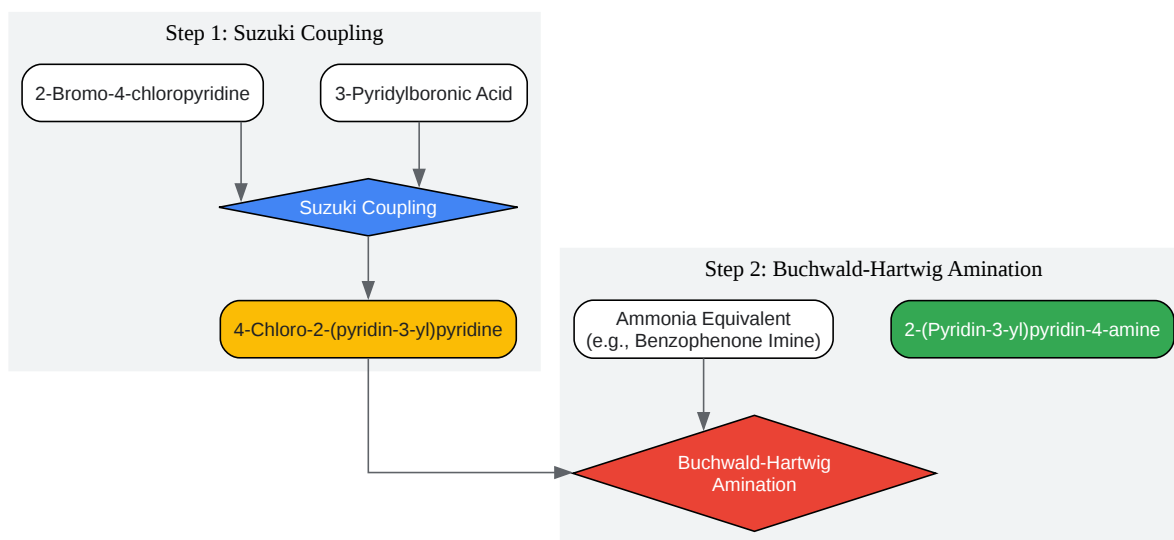 Step 1: Suzuki Coupling
2-Bromo-4-chloropyridine
3-Pyridylboronic Acid
Suzuki Coupling
4-Chloro-2-(pyridin-3-yl)pyridine
Step 2: Buchwald-Hartwig Amination
Ammonia Equivalent
(e.g., Benzophenone Imine)
2-(Pyridin-3-yl)pyridin-4-amine
Buchwald-Hartwig
Amination